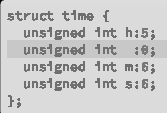 struct time {
unsigned int h:5;
unsigned int :0;
unsigned int m:6;
unsigned int s:6;
};